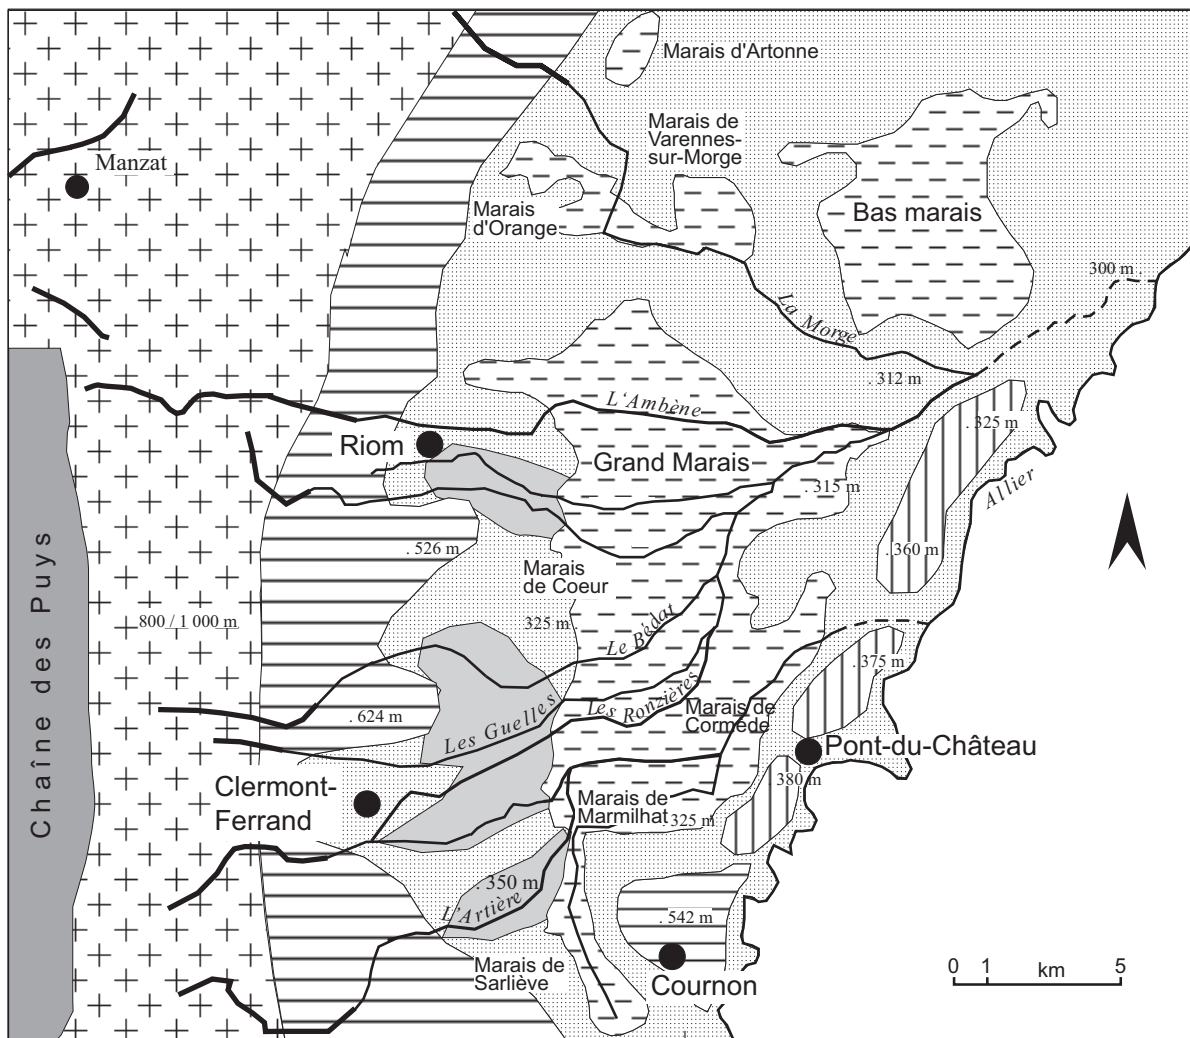 Marais d'Artonne
Marais de
Varennes-
sur-Morge
Manzat
Marais
d'Orange
Bas marais
300 m .
La Morge
. 312 m
L'Ambène
. 325 m
Riom
Grand Marais
. 315 m
Allier
. 526 m
. 360 m
Marais
de Coeur
Chaîne des Puys
800 / 1 000 m
325 m
Le Bédat
. 375 m
Les Ronzières
. 624 m
Les Guelles
Marais de
Cormède
Pont-du-Château
380 m
Clermont-
Ferrand
Marais de
Marmilhat
325 m
. 350 m
L'Artière
. 542 m
Marais de
Sarliève
Cournon
0 1 km 5